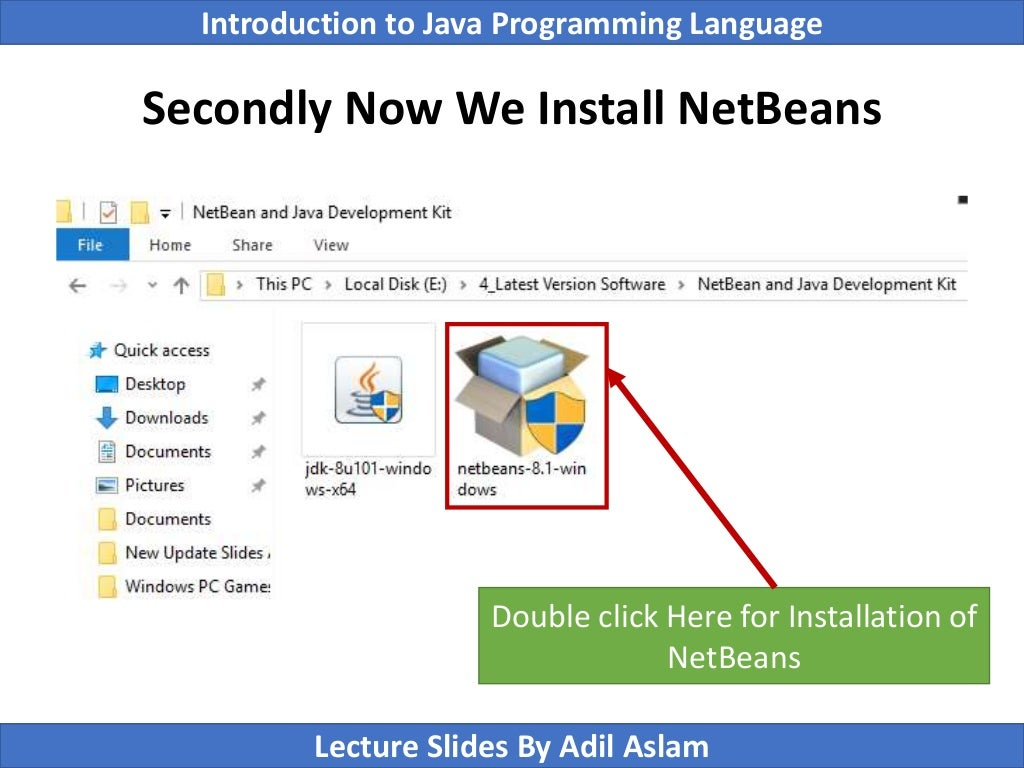 Introduction to Java Programming Language
Secondly Now We Install NetBeans
NetBean and Java Development Kit
File Home Share View
This PC > Local Disk (E:) > 4_Latest Version Software > NetBean and Java Development Kit
Quick access
Desktop
Downloads
Documents
Pictures
Documents
New Update Slides
Windows PC Games
jdk-8u101-windo
ws-x64
netbeans-8.1-win
dows
Double click Here for Installation of
NetBeans
Lecture Slides By Adil Aslam